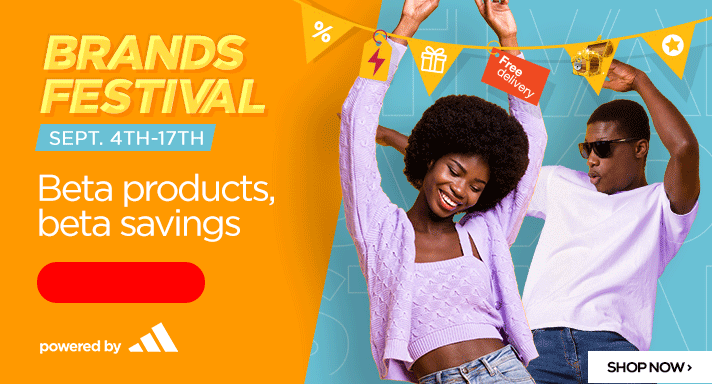 BRANDS
FESTIVAL
SEPT. 4TH-17TH
Beta products,
beta savings
powered by
%
Free
delivery
SHOP NOW ›